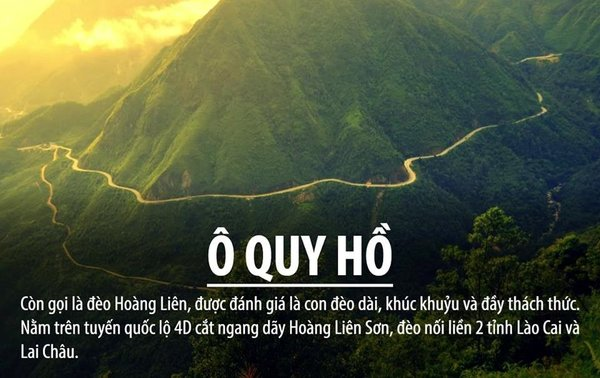 Ô QUY HỒ
Còn gọi là đèo Hoàng Liên, được đánh giá là con đèo dài, khúc khuỷu và đầy thách thức.
Nằm trên tuyến quốc lộ 4D cắt ngang dãy Hoàng Liên Sơn, đèo nối liền 2 tỉnh Lào Cai và
Lai Châu.